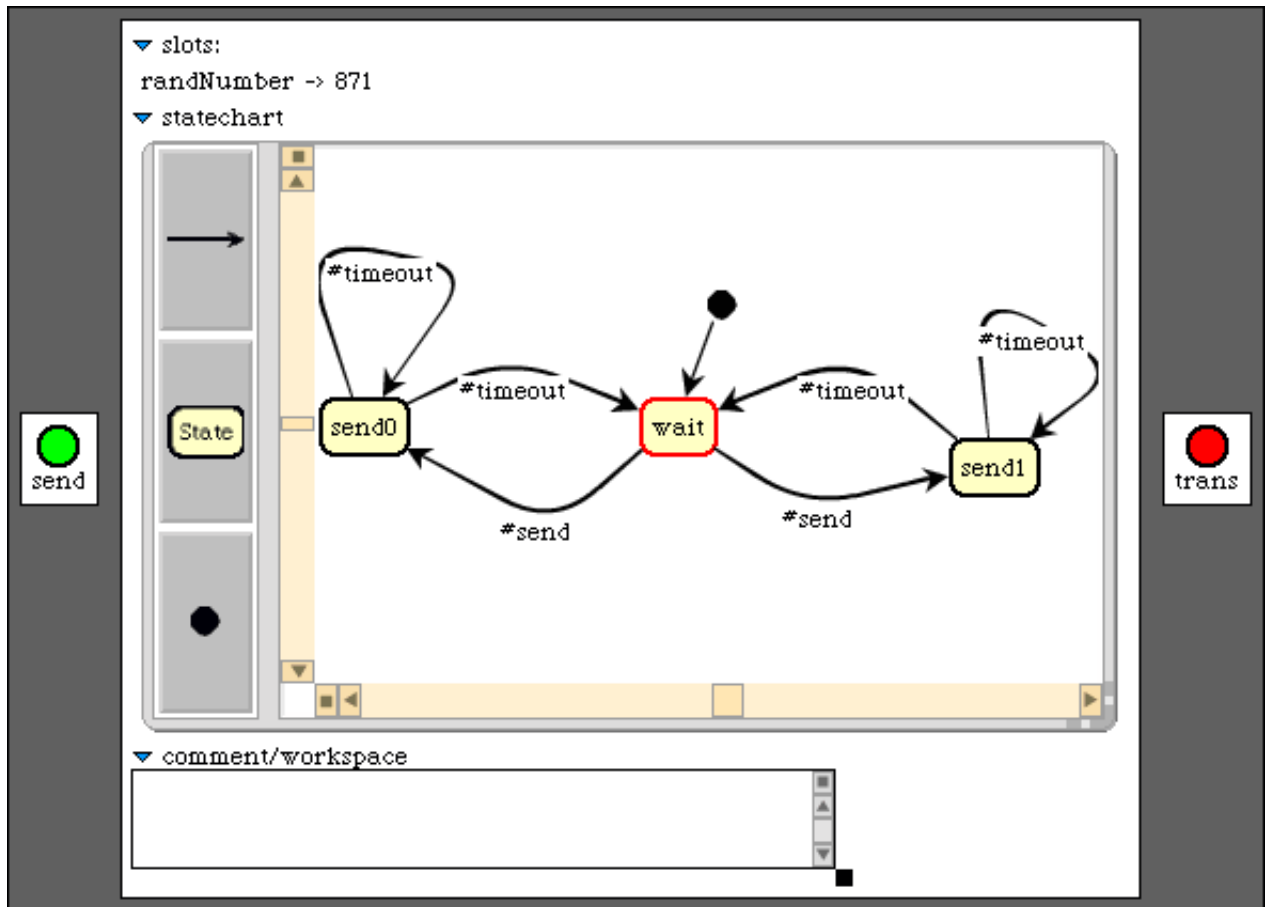 slots:
randNumber -> 871
statechart
#timeout
#timeout
#timeout
#timeout
State
send0
wait
send1
send
trans
#send
#send
comment/workspace